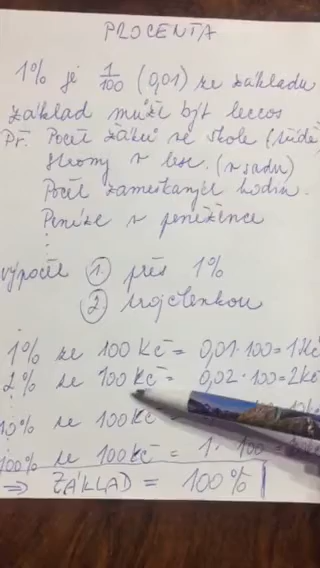 PROCENTA
1% je 1/100 (0,01) ze základu
základ může být leccos
Př. Počet žáků ve škole (třídě)
stromy v lese (v sadu)
Počet zameškaných hodin
Peníze v peněžence
výpočet 1. přes 1%
2. trojčlenkou
1% ze 100 Kč = 0,01·100 = 1 Kč
2% ze 100 Kč = 0,02·100 = 2 Kč
10% ze 100 Kč =
100% ze 100 Kč = 1·100 =
⇒ ZÁKLAD = 100%